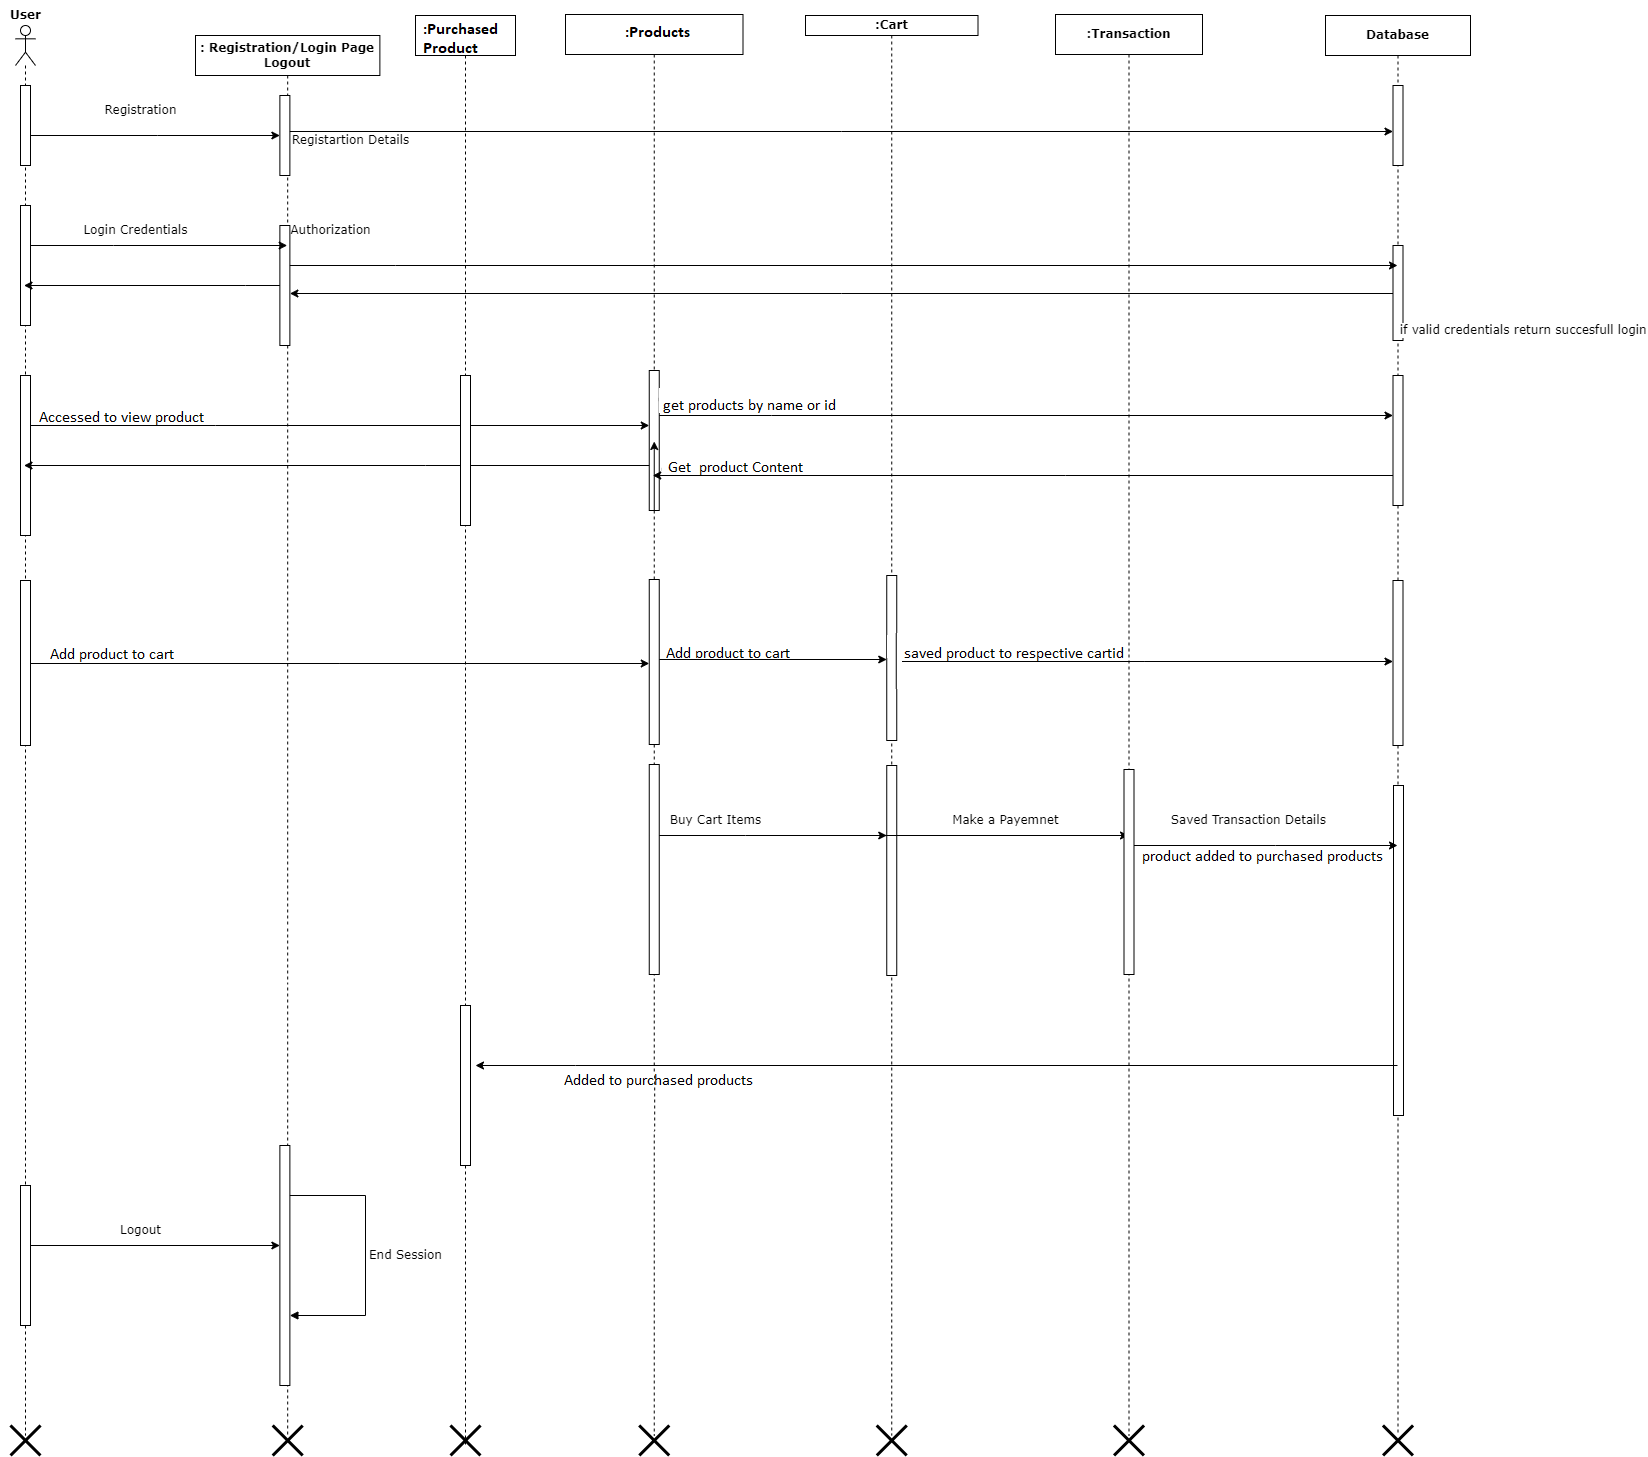 User
: Registration/Login Page
Logout
:Purchased
Product
:Products
:Cart
:Transaction
Database
Registration
Registartion Details
Login Credentials
Authorization
if valid credentials return succesfull login
Accessed to view product
get products by name or id
Get  product Content
Add product to cart
Add product to cart
saved product to respective cartid
Buy Cart Items
Make a Payemnet
Saved Transaction Details
product added to purchased products
Added to purchased products
Logout
End Session